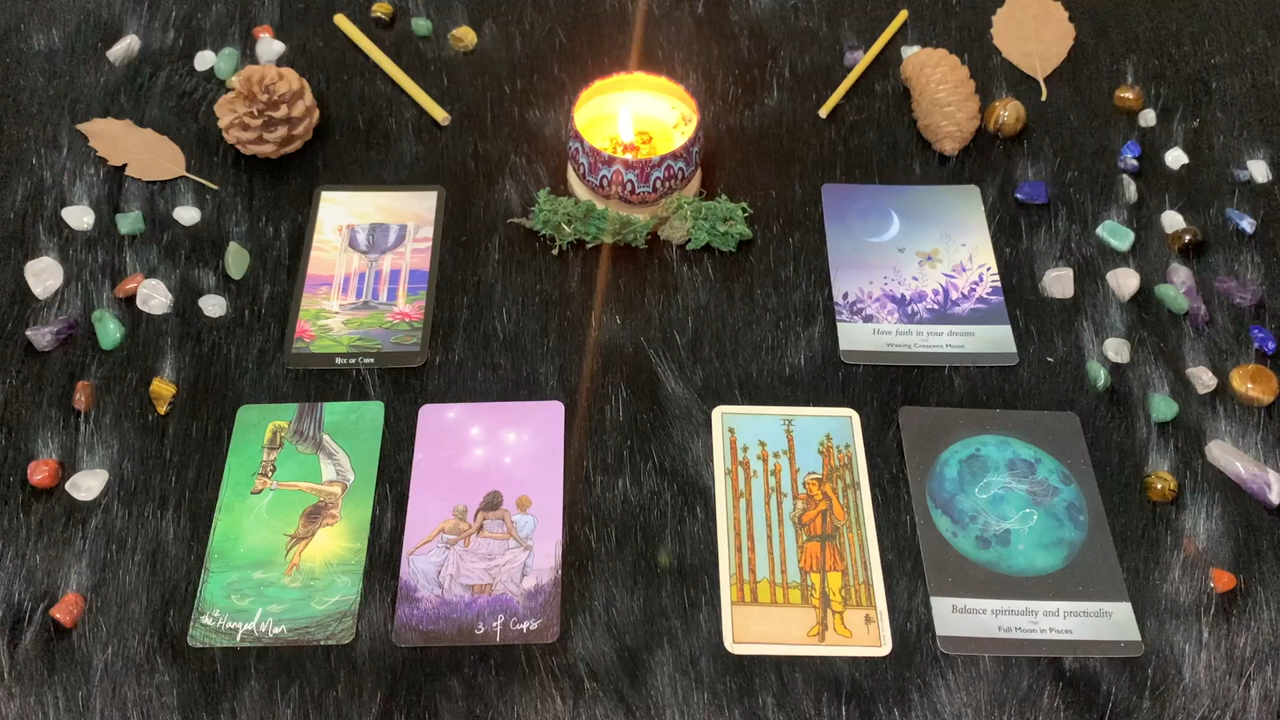 Ace of Cups
Have faith in your dreams
Waxing Crescent Moon
12
the Hanged Man
3 of Cups
IX
Balance spirituality and practicality
Full Moon in Pisces